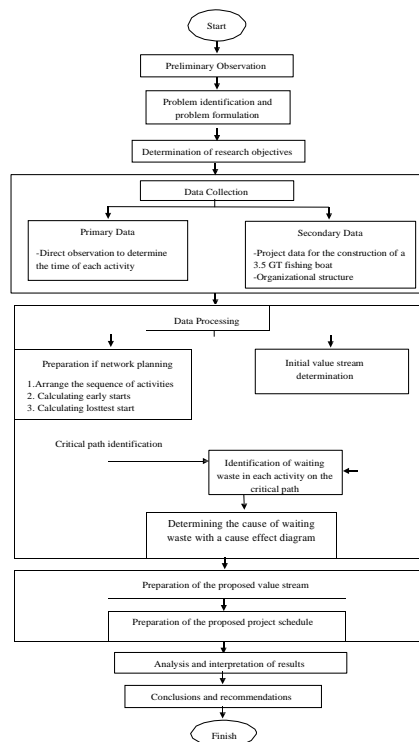 Start
Preliminary Observation
Problem identification and
problem formulation
Determination of research objectives
Data Collection
Primary Data
-Direct observation to determine
the time of each activity
Secondary Data
-Project data for the construction of a
3.5 GT fishing boat
-Organizational structure
Data Processing
Preparation if network planning
1.Arrange the sequence of activities
2. Calculating early starts
3. Calculating losttest start
Initial value stream
determination
Critical path identification
Identification of waiting
waste in each activity on the
critical path
Determining the cause of waiting
waste with a cause effect diagram
Preparation of the proposed value stream
Preparation of the proposed project schedule
Analysis and interpretation of results
Conclusions and recommendations
Finish